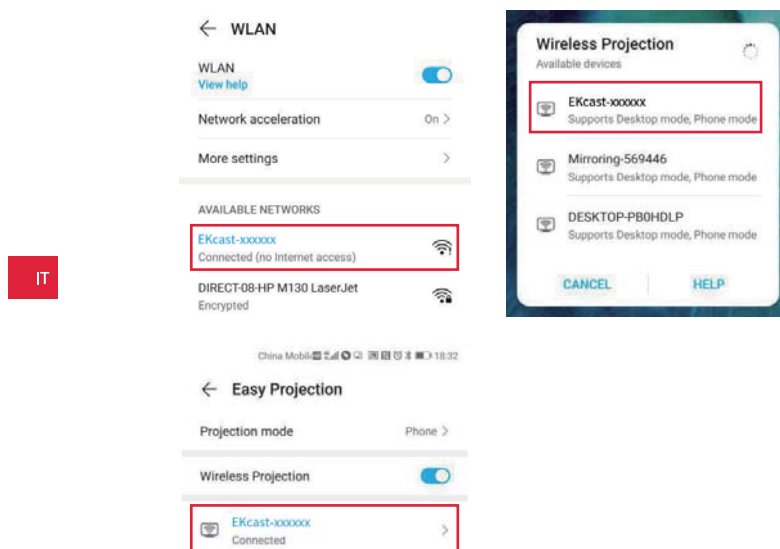 WLAN
WLAN
View help
Network acceleration
On >
More settings
>
AVAILABLE NETWORKS
EKcast-xxxxxx
Connected (no Internet access)
DIRECT-08-HP M130 LaserJet
Encrypted
Wireless Projection
Available devices
EKcast-xxxxxx
Supports Desktop mode, Phone mode
Mirroring-569446
Supports Desktop mode, Phone mode
DESKTOP-PB0HDLP
Supports Desktop mode, Phone mode
CANCEL HELP
IT
China Mobile 18:32
Easy Projection
Projection mode
Phone >
Wireless Projection
EKcast-xxxxxx
Connected
>